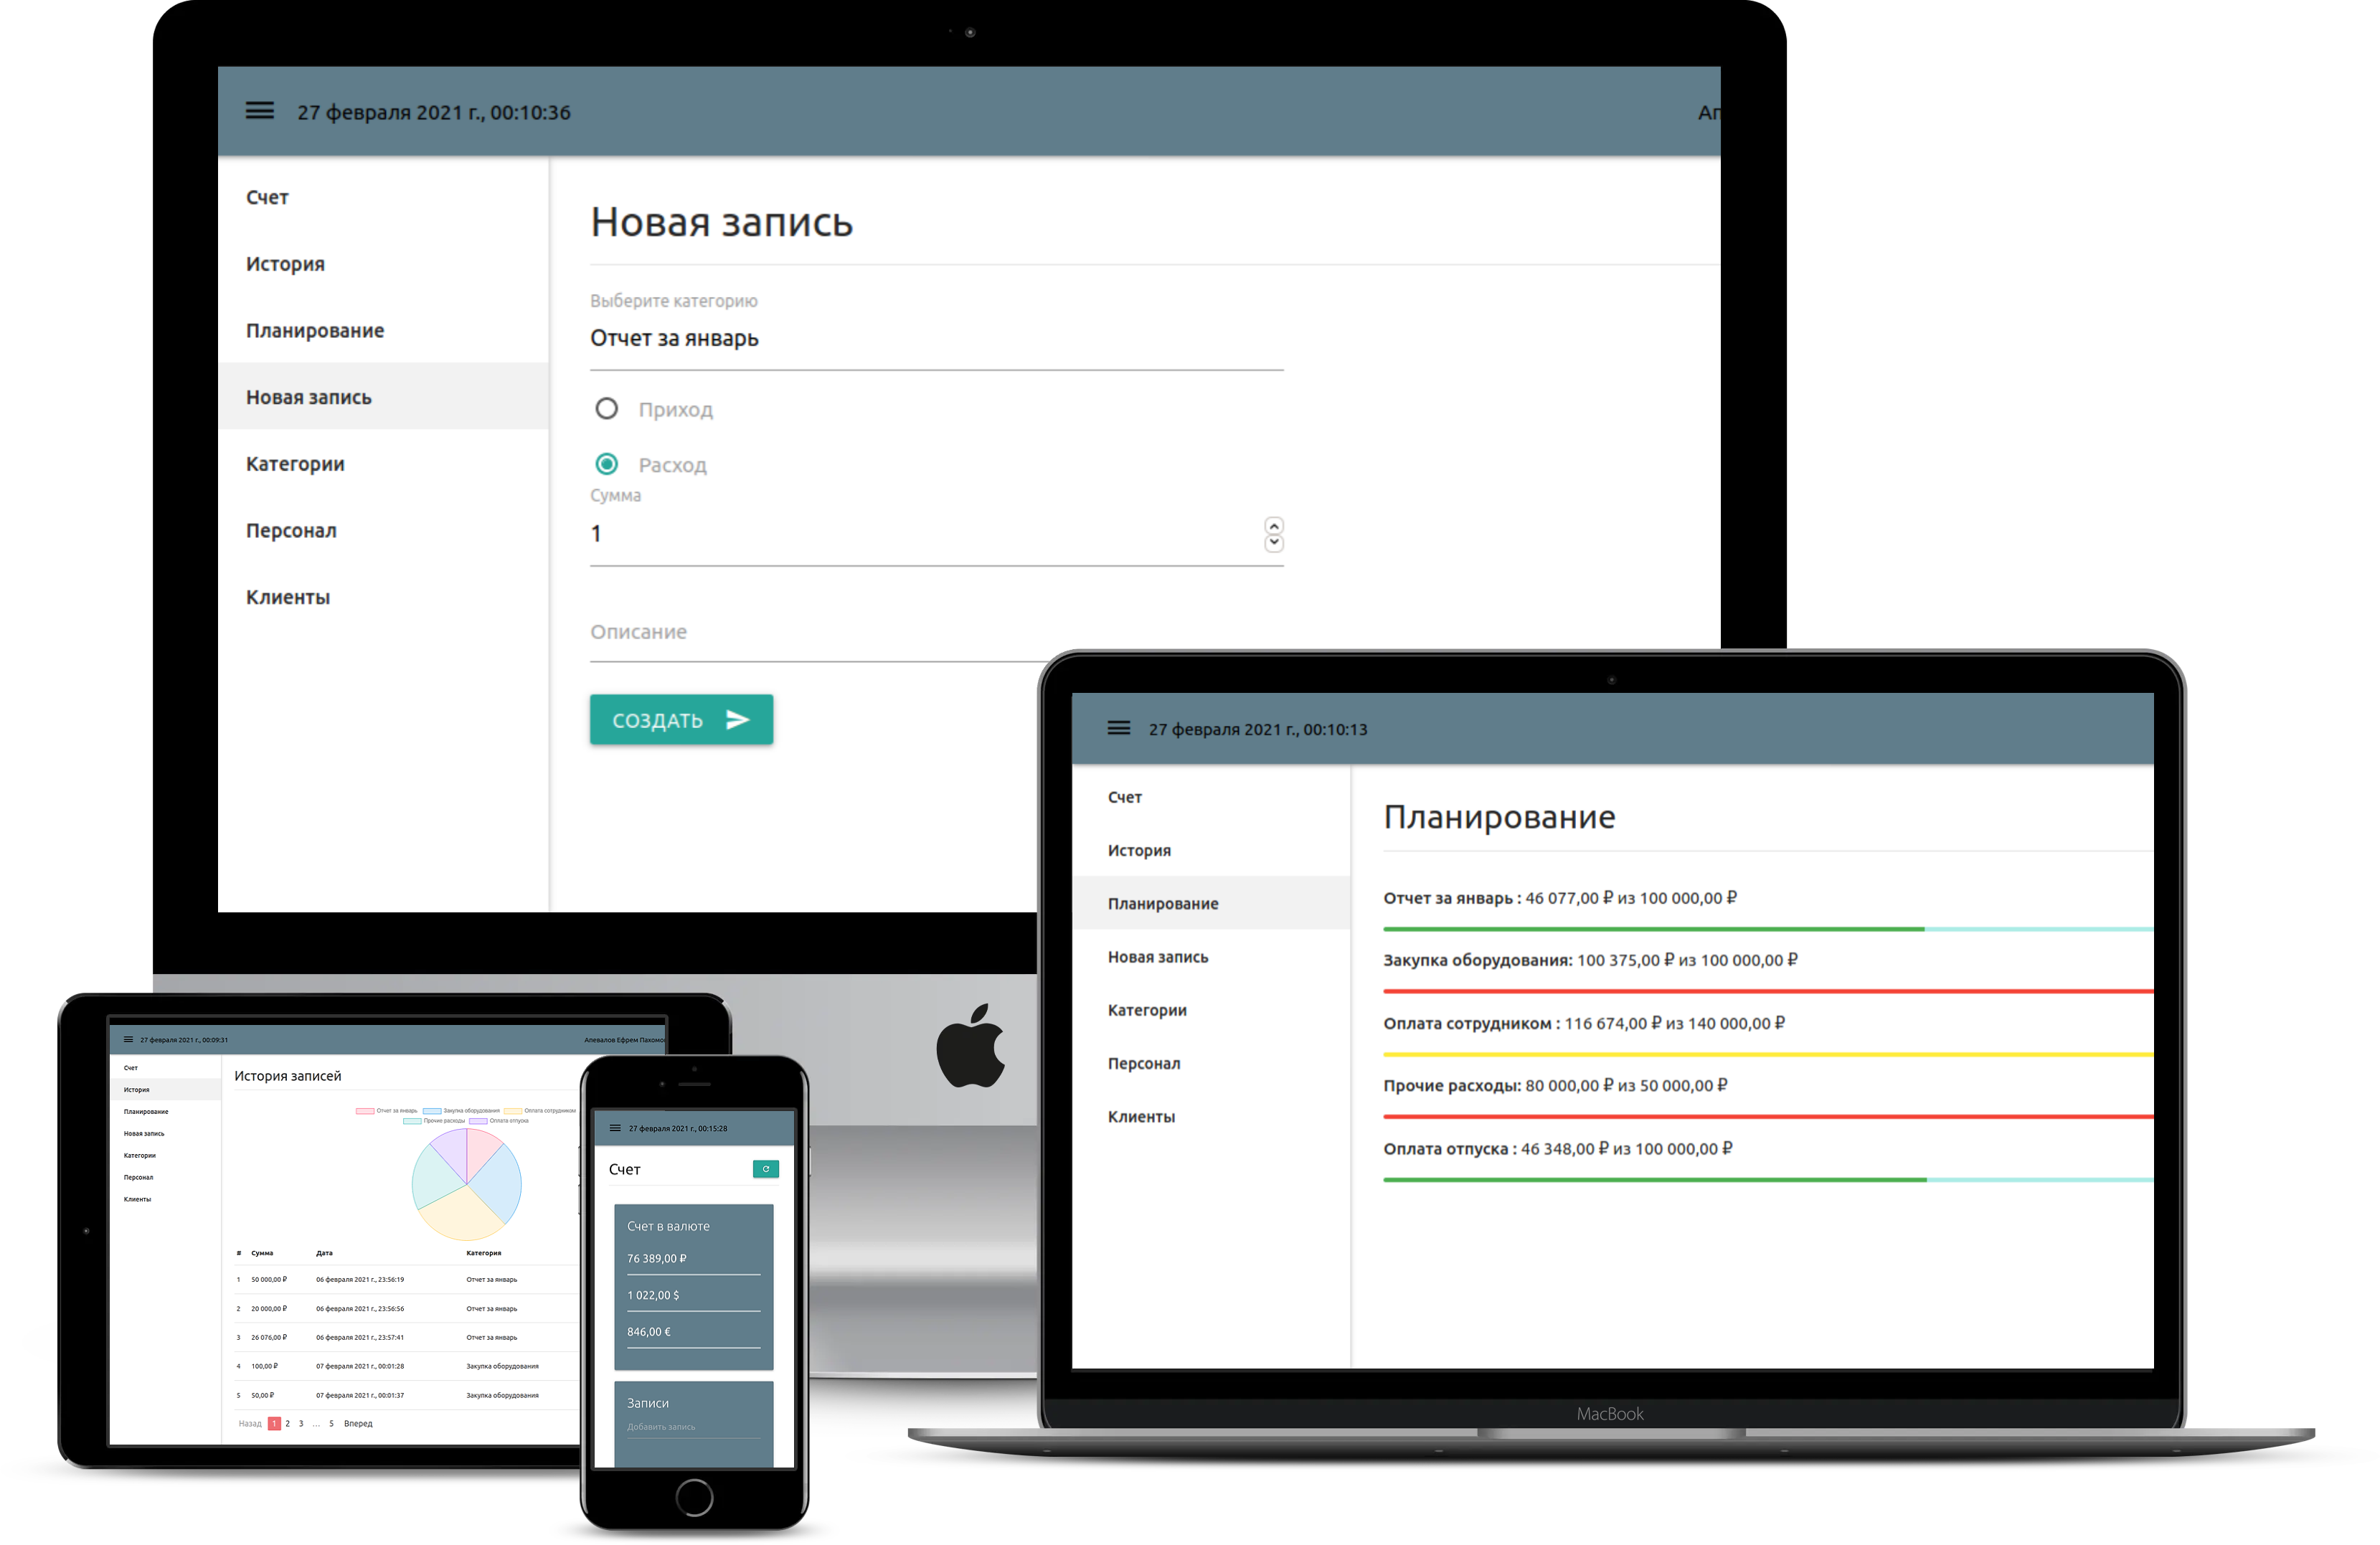 27 февраля 2021 г., 00:10:36
Ап
Счет
История
Планирование
Новая запись
Категории
Персонал
Клиенты
Новая запись
Выберите категорию
Отчет за январь
Приход
Расход
Сумма
1
Описание
СОЗДАТЬ
27 февраля 2021 г., 00:10:13
Счет
История
Планирование
Новая запись
Категории
Персонал
Клиенты
Планирование
Отчет за январь : 46 077,00 ₽ из 100 000,00 ₽
Закупка оборудования: 100 375,00 ₽ из 100 000,00 ₽
Оплата сотрудником : 116 674,00 ₽ из 140 000,00 ₽
Прочие расходы: 80 000,00 ₽ из 50 000,00 ₽
Оплата отпуска : 46 348,00 ₽ из 100 000,00 ₽
MacBook
27 февраля 2021 г., 00:09:31
Апевалов Ефрем Пахомо
Счет
История
Планирование
Новая запись
Категории
Персонал
Клиенты
История записей
Отчет за январь Закупка оборудования Оплата сотрудником
Прочие расходы Оплата отпуска
# Сумма Дата Категория
1 50 000,00 ₽ 06 февраля 2021 г., 23:56:19 Отчет за январь
2 20 000,00 ₽ 06 февраля 2021 г., 23:56:56 Отчет за январь
3 26 076,00 ₽ 06 февраля 2021 г., 23:57:41 Отчет за январь
4 100,00 ₽ 07 февраля 2021 г., 00:01:28 Закупка оборудования
5 50,00 ₽ 07 февраля 2021 г., 00:01:37 Закупка оборудования
Назад 1 2 3 ... 5 Вперед
27 февраля 2021 г., 00:15:28
Счет
Счет в валюте
76 389,00 ₽
1 022,00 $
846,00 €
Записи
Добавить запись